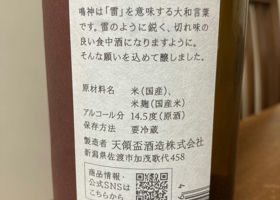 鳴神は「雷」を意味する大和言葉
です。雷のように鋭く、切れ味の
良い食中酒になりますように。
そんな願いを込めて醸しました。
原材料名 米(国産)、
米麹(国産米)
アルコール分 14.5度(原酒)
保存方法 要冷蔵
製造者 天領盃酒造株式会社
新潟県佐渡市加茂歌代458
商品情報・
公式SNSは
こちらから